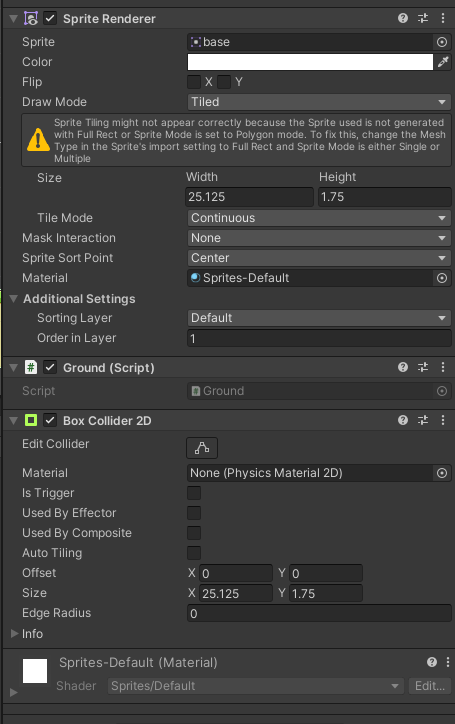 Sprite Renderer
Sprite base
Color
Flip X Y
Draw Mode Tiled
Sprite Tiling might not appear correctly because the Sprite used is not generated
with Full Rect or Sprite Mode is set to Polygon mode. To fix this, change the Mesh
Type in the Sprite's import setting to Full Rect and Sprite Mode is either Single or
Multiple
Size Width Height
25.125 1.75
Tile Mode Continuous
Mask Interaction None
Sprite Sort Point Center
Material Sprites-Default
Additional Settings
Sorting Layer Default
Order in Layer 1
# Ground (Script)
Script # Ground
Box Collider 2D
Edit Collider
Material None (Physics Material 2D)
Is Trigger
Used By Effector
Used By Composite
Auto Tiling
Offset X 0 Y 0
Size X 25.125 Y 1.75
Edge Radius 0
Info
Sprites-Default (Material)
Shader Sprites/Default Edit...